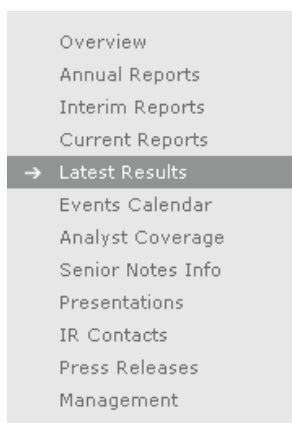 Overview
Annual Reports
Interim Reports
Current Reports
→ Latest Results
Events Calendar
Analyst Coverage
Senior Notes Info
Presentations
IR Contacts
Press Releases
Management